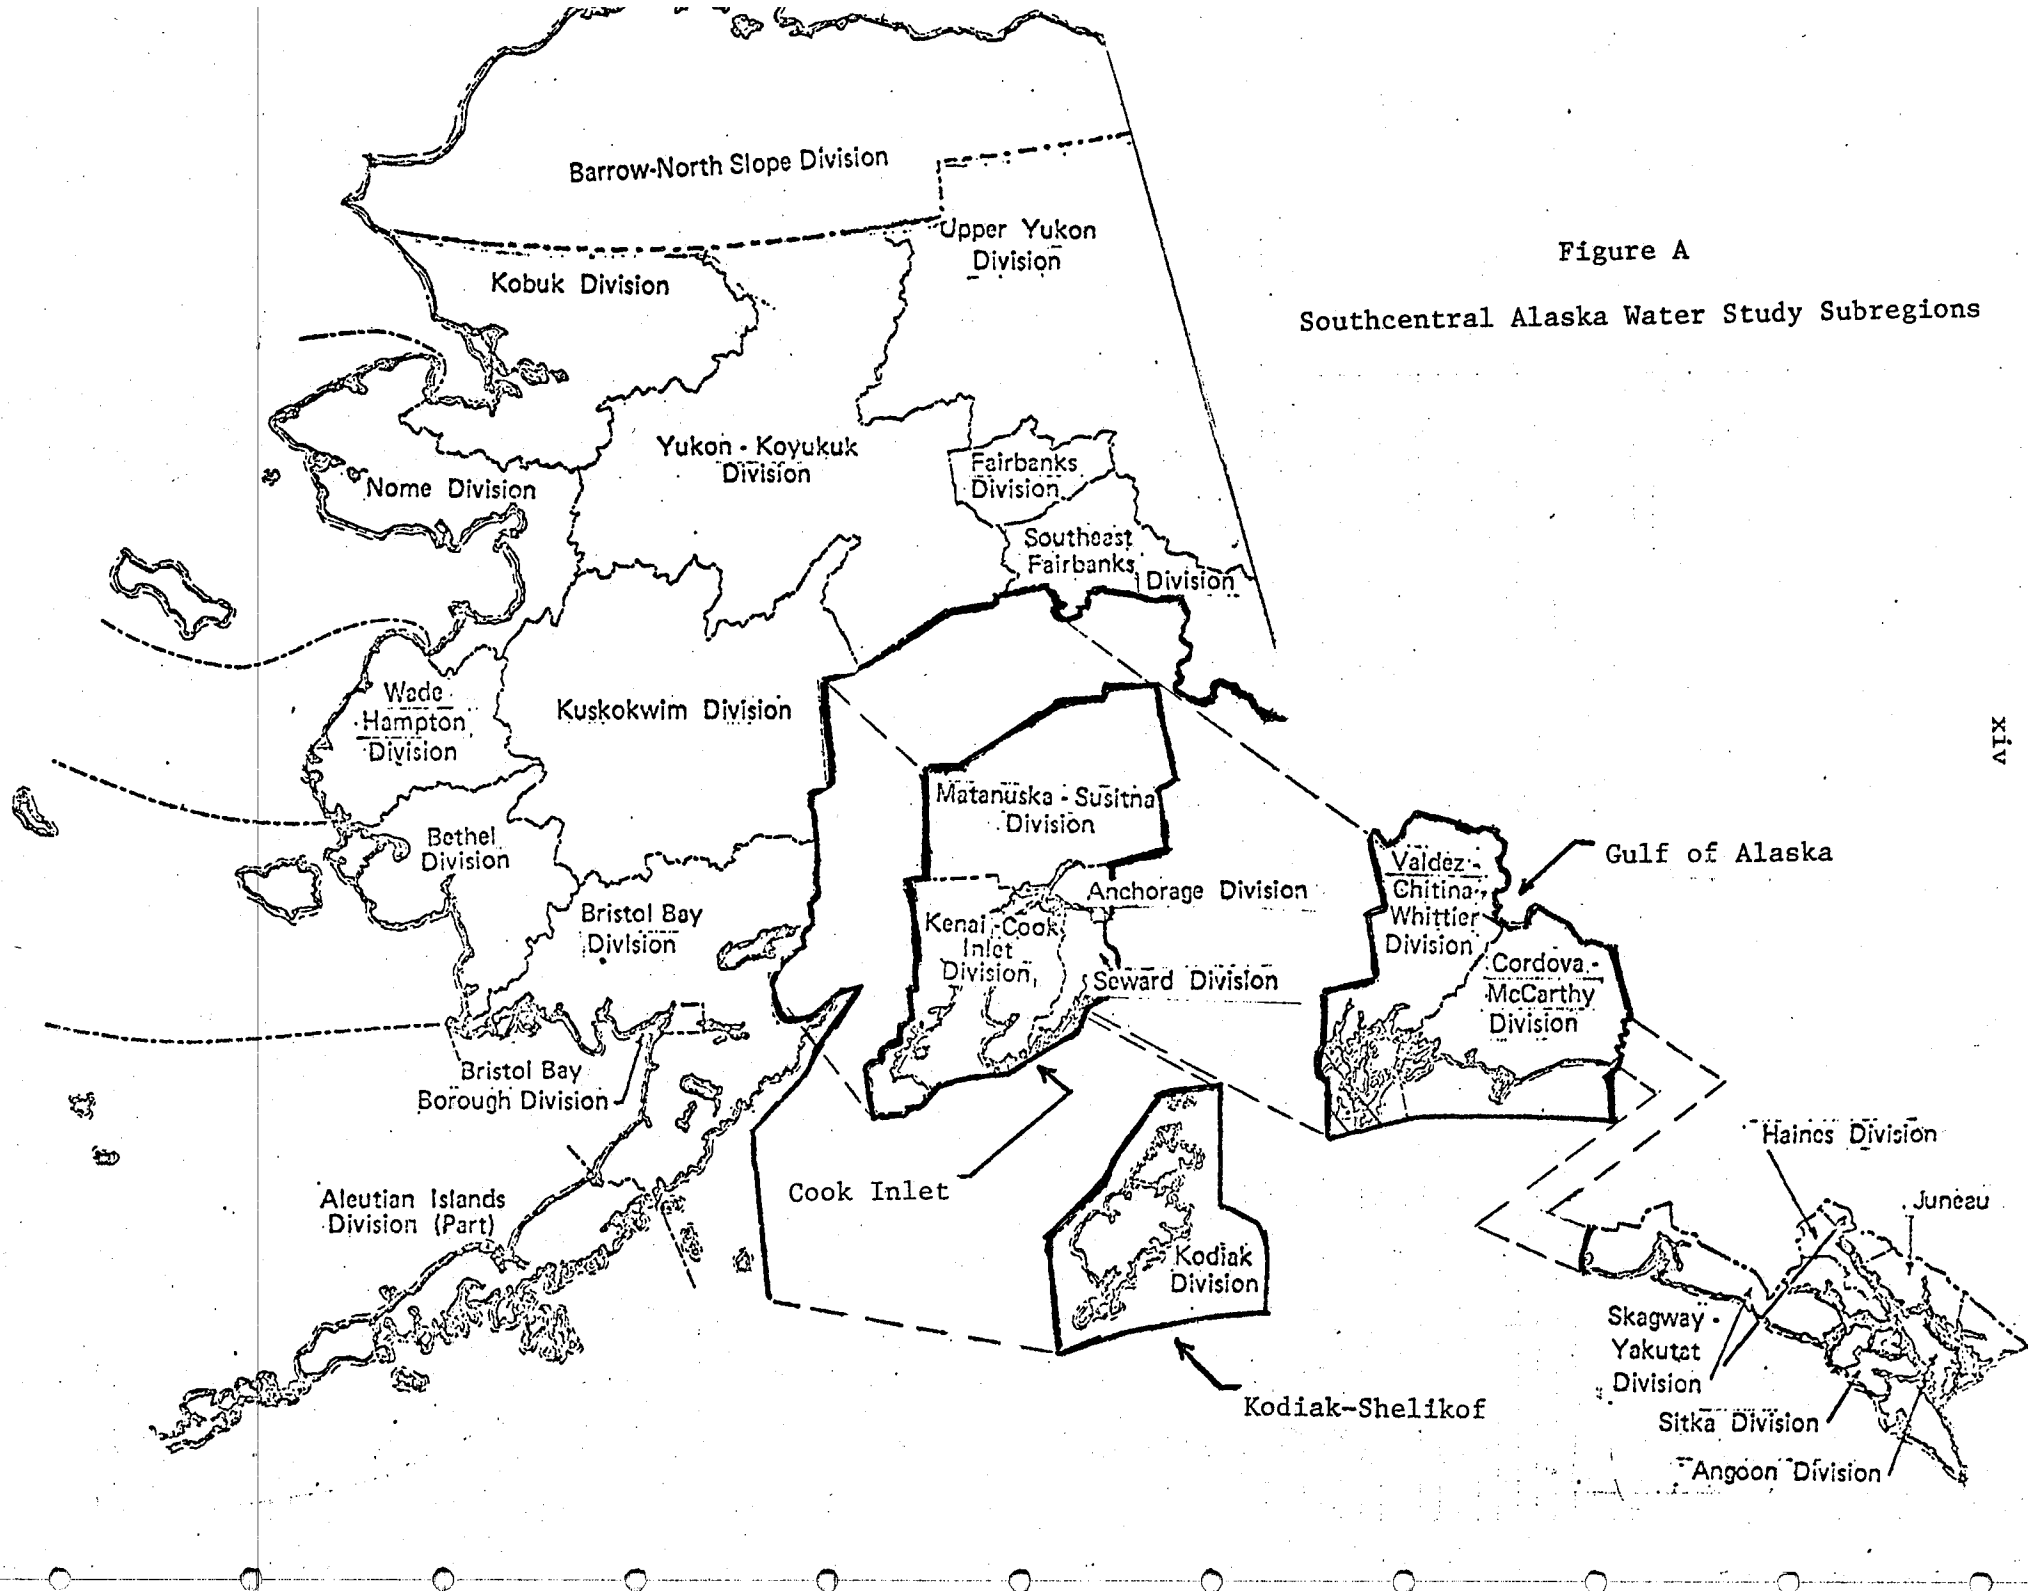 Barrow-North Slope Division
Upper Yukon
Division
Figure A
Southcentral Alaska Water Study Subregions
Kobuk Division
Yukon - Koyukuk
Division
Fairbanks
Division
Nome Division
Southeast
Fairbanks
Division
Wade
Hampton
Division
Kuskokwim Division
xiv
Matanuska - Susitna
Division
Bethel
Division
Valdez -
Chitina -
Whittier
Division
Gulf of Alaska
Anchorage Division
Bristol Bay
Division
Kenai - Cook
Inlet
Division
Seward Division
Cordova -
McCarthy
Division
Bristol Bay
Borough Division
Haines Division
Cook Inlet
Juneau
Aleutian Islands
Division (Part)
Kodiak
Division
Skagway -
Yakutat
Division
Kodiak-Shelikof
Sitka Division
Angoon Division